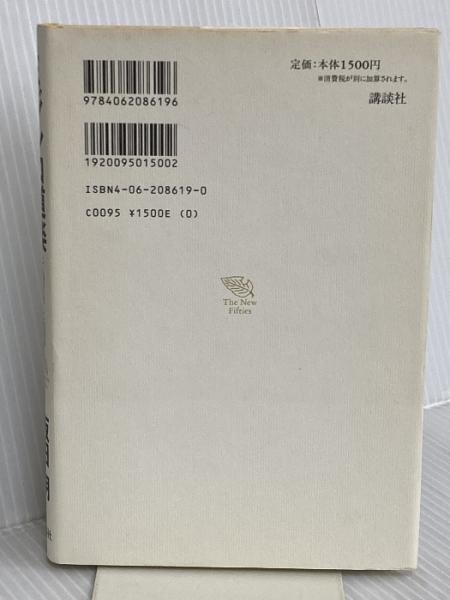 9784062086196
1920095015002
ISBN4-06-208619-0
C0095 ¥1500E (0)
定価：本体1500円
※消費税が別に加算されます。
講談社
The New
Fifties
社